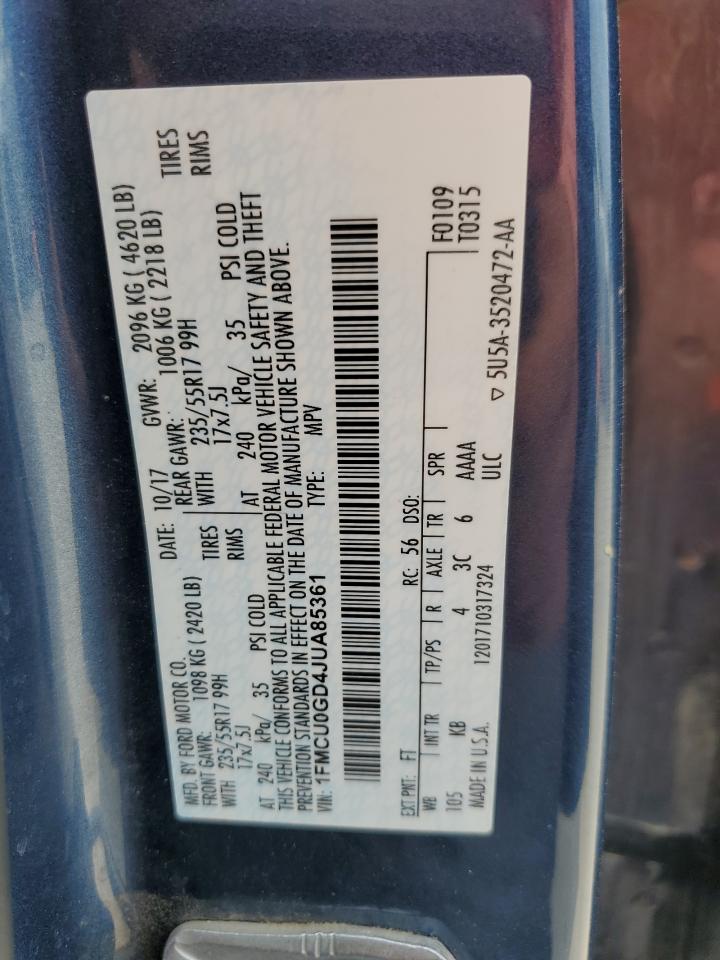 MFD. BY FORD MOTOR CO.
DATE: 10/17 GVWR: 2096 KG ( 4620 LB)
FRONT GAWR: 1098 KG ( 2420 LB) REAR GAWR: 1006 KG ( 2218 LB)
WITH 235/55R17 99H TIRES WITH 235/55R17 99H TIRES
17x7.5J RIMS 17x7.5J RIMS
AT 240 kPa/ 35 PSI COLD AT 240 kPa/ 35 PSI COLD
THIS VEHICLE CONFORMS TO ALL APPLICABLE FEDERAL MOTOR VEHICLE SAFETY AND THEFT
PREVENTION STANDARDS IN EFFECT ON THE DATE OF MANUFACTURE SHOWN ABOVE.
VIN: 1FMCU0GD4JUA85361 TYPE: MPV
EXT PNT: FT RC: 56 DSO: F0109
WB INT TR TP/PS R AXLE TR SPR T0315
105 KB 4 3C 6 AAAA
ULC
MADE IN U.S.A. 1201710317324 ▽ 5U5A-3520472-AA